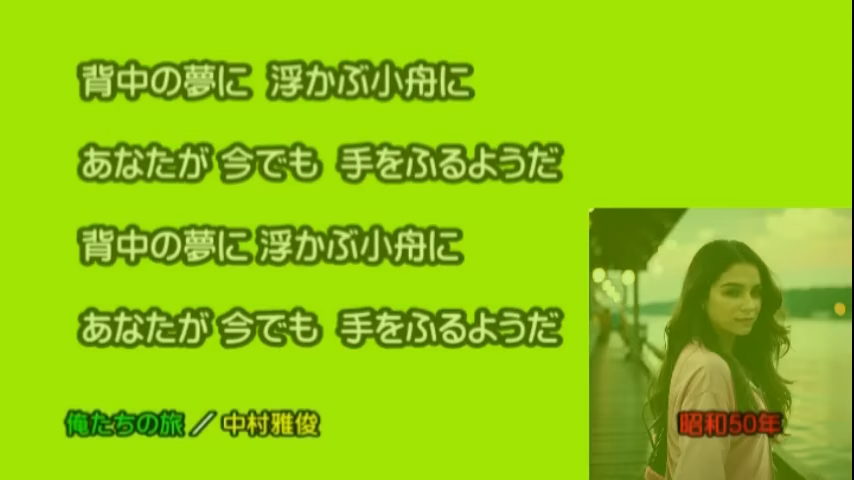 背中の夢に 浮かぶ小舟に
あなたが 今でも 手をふるようだ
背中の夢に 浮かぶ小舟に
あなたが 今でも 手をふるようだ
俺たちの旅 / 中村雅俊
昭和50年